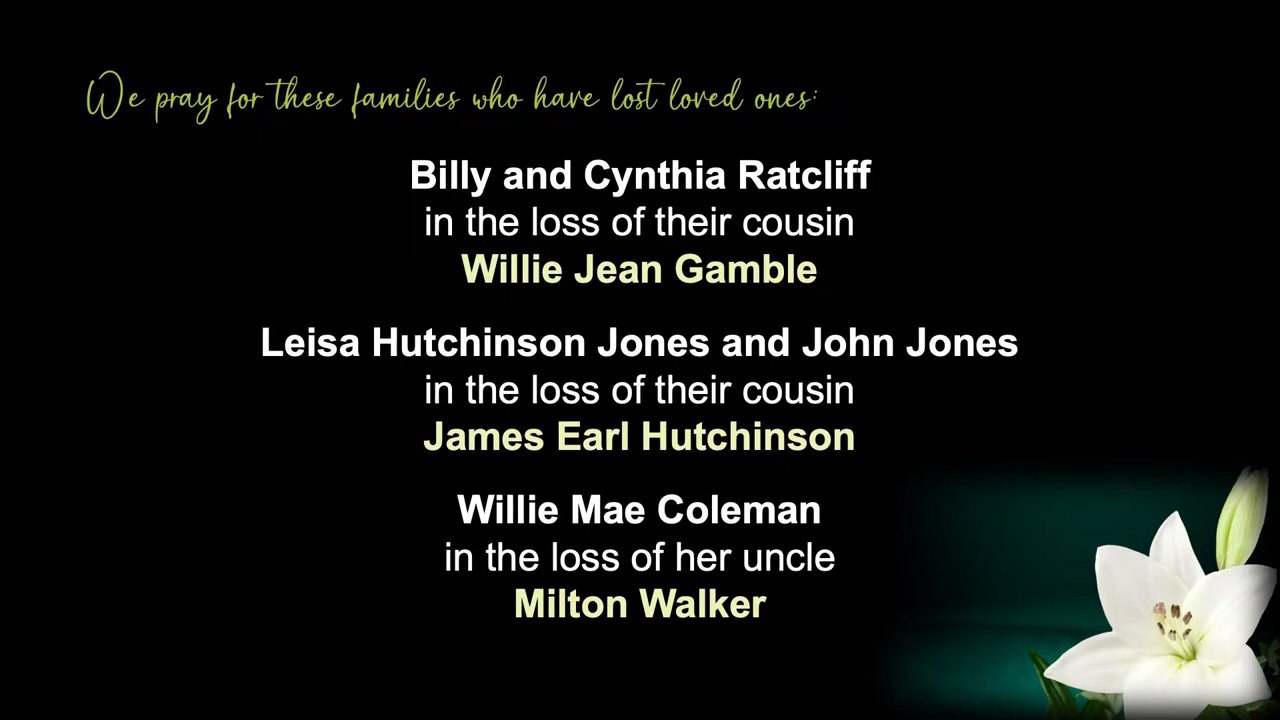 We pray for these families who have lost loved ones:
Billy and Cynthia Ratcliff
in the loss of their cousin
Willie Jean Gamble
Leisa Hutchinson Jones and John Jones
in the loss of their cousin
James Earl Hutchinson
Willie Mae Coleman
in the loss of her uncle
Milton Walker